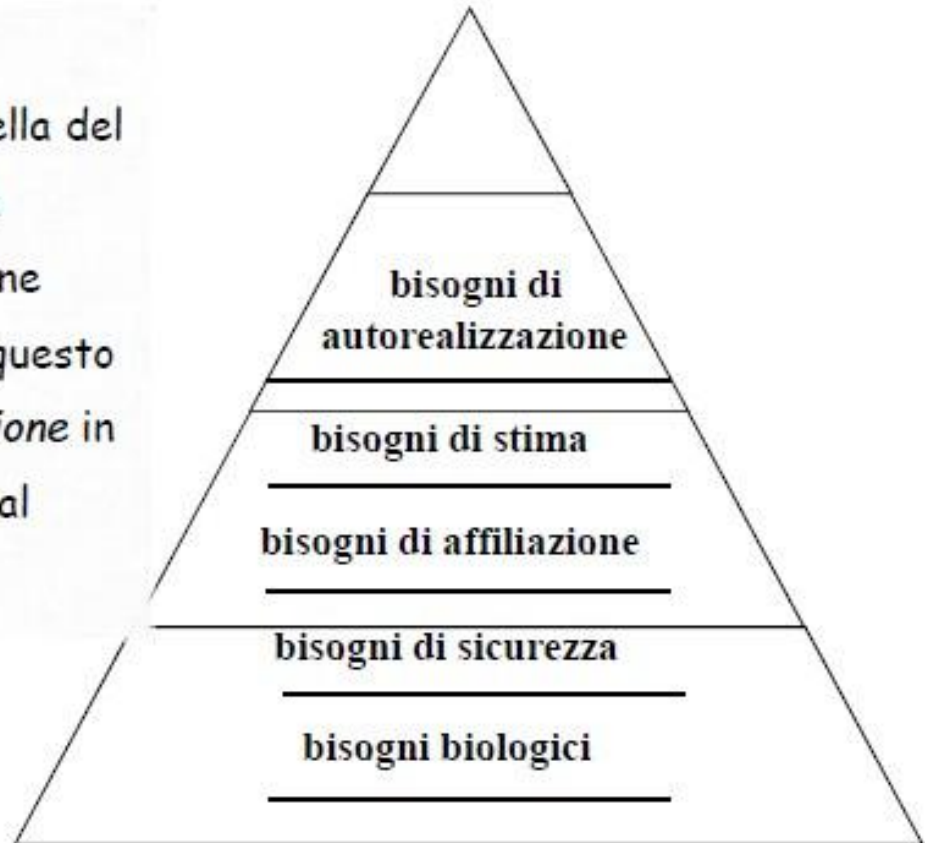 ella del
ne
questo
ione in
al
bisogni di
autorealizzazione
bisogni di stima
bisogni di affiliazione
bisogni di sicurezza
bisogni biologici